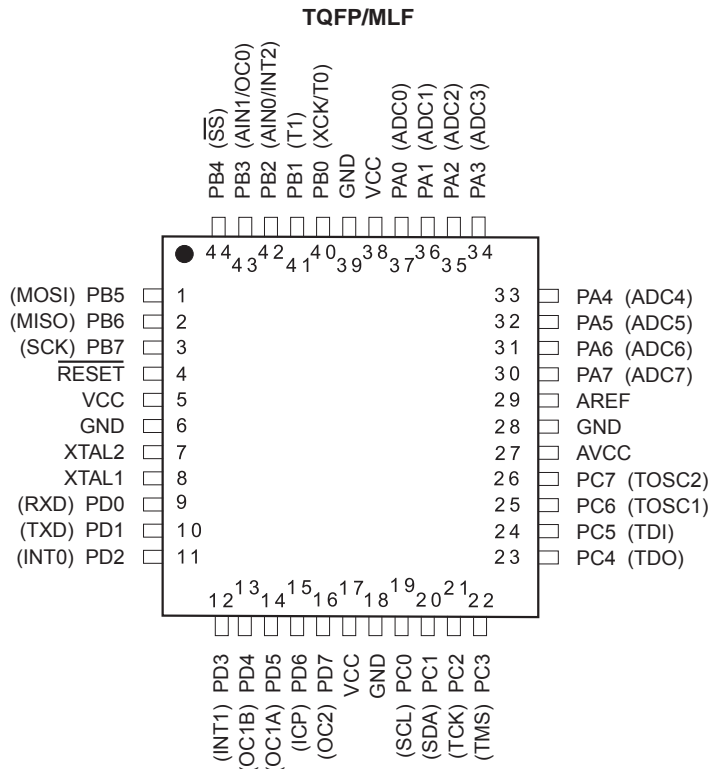 TQFP/MLF
PB4 (SS)
PB3 (AIN1/OC0)
PB2 (AIN0/INT2)
PB1 (T1)
PB0 (XCK/T0)
GND
VCC
PA0 (ADC0)
PA1 (ADC1)
PA2 (ADC2)
PA3 (ADC3)
44
43
42
41
40
39
38
37
36
35
34
(MOSI) PB5
(MISO) PB6
(SCK) PB7
RESET
VCC
GND
XTAL2
XTAL1
(RXD) PD0
(TXD) PD1
(INT0) PD2
1
2
3
4
5
6
7
8
9
10
11
33
32
31
30
29
28
27
26
25
24
23
PA4 (ADC4)
PA5 (ADC5)
PA6 (ADC6)
PA7 (ADC7)
AREF
GND
AVCC
PC7 (TOSC2)
PC6 (TOSC1)
PC5 (TDI)
PC4 (TDO)
12
13
14
15
16
17
18
19
20
21
22
(INT1) PD3
(OC1B) PD4
(OC1A) PD5
(ICP) PD6
(OC2) PD7
VCC
GND
(SCL) PC0
(SDA) PC1
(TCK) PC2
(TMS) PC3